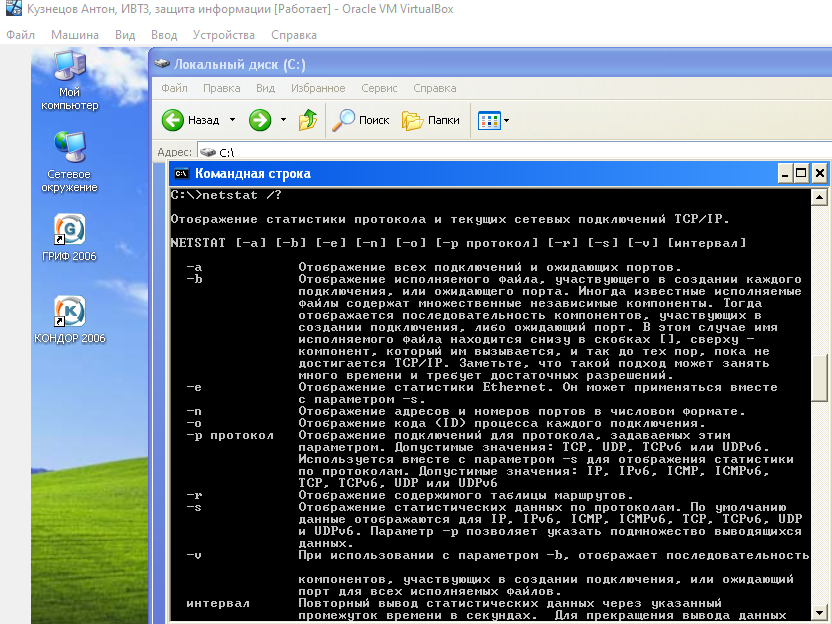 Кузнецов Антон, ИВТЗ, защита информации [Работает] - Oracle VM VirtualBox
Файл Машина Вид Ввод Устройства Справка
Мой
компьютер
Сетевое
окружение
ГРИФ 2006
КОНДОР 2006
Локальный диск (C:)
Файл Правка Вид Избранное Сервис Справка
Назад Поиск Папки
Адрес: C:\
Командная строка
C:\>netstat /?
Отображение статистики протокола и текущих сетевых подключений TCP/IP.
NETSTAT [-a] [-b] [-e] [-n] [-o] [-p протокол] [-r] [-s] [-v] [интервал]
-a Отображение всех подключений и ожидающих портов.
-b Отображение исполняемого файла, участвующего в создании каждого
подключения, или ожидающего порта. Иногда известные исполняемые
файлы содержат множественные независимые компоненты. Тогда
отображается последовательность компонентов, участвующих в
создании подключения, либо ожидающий порт. В этом случае имя
исполняемого файла находится снизу в скобках [], сверху -
компонент, который им вызывается, и так до тех пор, пока не
достигается TCP/IP. Заметьте, что такой подход может занять
много времени и требует достаточных разрешений.
-e Отображение статистики Ethernet. Он может применяться вместе
с параметром -s.
-n Отображение адресов и номеров портов в числовом формате.
-o Отображение кода (ID) процесса каждого подключения.
-p протокол Отображение подключений для протокола, задаваемых этим
параметром. Допустимые значения: TCP, UDP, TCPv6 или UDPv6.
Используется вместе с параметром -s для отображения статистики
по протоколам. Допустимые значения: IP, IPv6, ICMP, ICMPv6,
TCP, TCPv6, UDP или UDPv6
-r Отображение содержимого таблицы маршрутов.
-s Отображение статистических данных по протоколам. По умолчанию
данные отображаются для IP, IPv6, ICMP, ICMPv6, TCP, TCPv6, UDP
и UDPv6. Параметр -p позволяет указать подмножество выводящихся
данных.
-v При использовании с параметром -b, отображает последовательность
компонентов, участвующих в создании подключения, или ожидающий
порт для всех исполняемых файлов.
интервал Повторный вывод статистических данных через указанный
промежуток времени в секундах. Для прекращения вывода данных